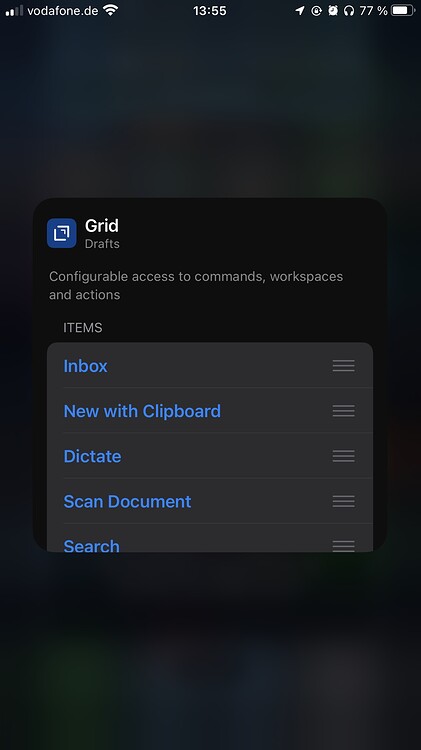 vodafone.de 13:55 77 %
Grid
Drafts
Configurable access to commands, workspaces
and actions
ITEMS
Inbox
New with Clipboard
Dictate
Scan Document
Search